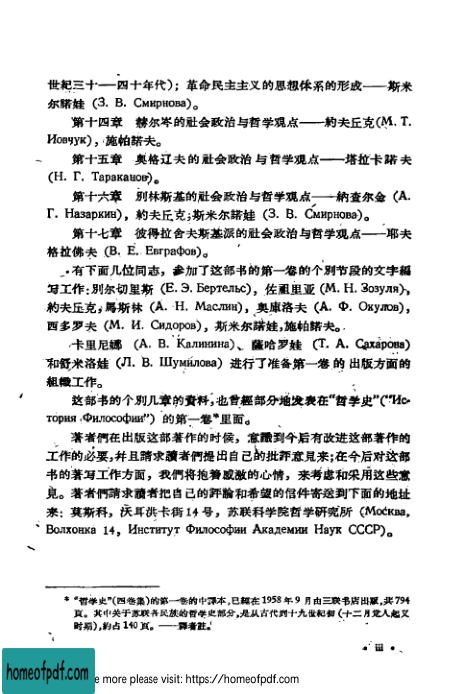 世紀三十——四十年代)；革命民主主义的思想体系的形成——斯米
尔諾娃 (З. В. Смирнова)。
第十四章 赫尔岑的社会政治与哲学观点——約夫丘克(М. Т.
Иовчук)，施帕諾夫。
第十五章 奥格辽夫的社会政治与哲学观点——塔拉卡諾夫
(Н. Г. Тараканов)。
第十六章 別林斯基的社会政治与哲学观点——納查尔金 (А.
Г. Назаркин)，約夫丘克；斯米尔諾娃 (З. В. Смирнова)。
第十七章 彼得拉舍夫斯基派的社会政治与哲学观点——耶夫
格拉佛夫 (В. Е. Евграфов)。
有下面几位同志，参加了这部书的第一卷的个別节段的文字編
写工作：別尔切里斯 (Е. Э. Бертельс)，佐祖里亚 (М. Н. Зозуля)，
約夫丘克，馬斯林 (А. Н. Маслин)，奥庫洛夫 (А. Ф. Окулов)，
西多罗夫 (М. И. Сидоров)，斯米尔諾娃，施帕諾夫。
卡里尼娜 (А. В. Калинина)、薩哈罗娃 (Т. А. Сахарова)
和舒米洛娃 (Л. В. Шумилова) 进行了准备第一卷的出版方面的
組織工作。
这部书的个別几章的資料，也曾經部分地发表在“哲学史”(“Ис-
тория Философии”) 的第一卷*里面。
著者們在出版这部著作的时候，意識到今后有改进这部著作的
工作的必要，并且請求讀者們提出自己的批評意見来；在今后对这部
书的著写工作方面，我們将抱着感激的心情，来考慮和采用这些意
見。著者們請求讀者把自己的評論和希望的信件寄送到下面的地址
来：莫斯科，沃耳洪卡街14号，苏联科学院哲学研究所 (Москва,
Волхонка 14, Институт Философии Академии Наук СССР)。
* “哲学史”(四卷集)的第一卷的中譯本，已經在1958年9月由三联书店出版，共794
頁。其中关于苏联各民族的哲学史部分，是从古代到十九世紀初（十二月党人起义
时期），約占140頁。——譯者註。
• iii •
homeofpdf.com
e more please visit: https://homeofpdf.com